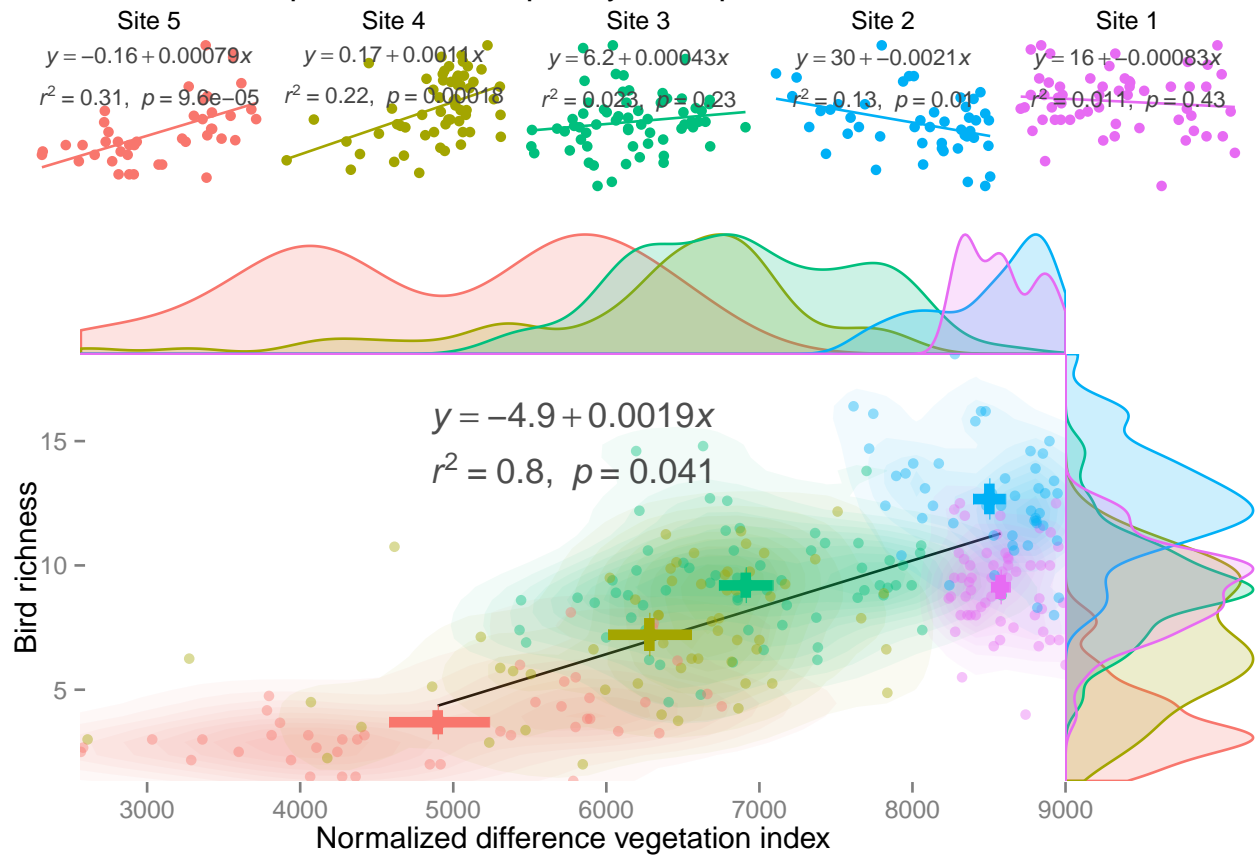 Site 5 Site 4 Site 3 Site 2 Site 1
y = −0.16 + 0.00079x y = 0.17 + 0.0011x y = 6.2 + 0.00043x y = 30 + −0.0021x y = 16 + −0.00083x
r² = 0.31, p = 9.6e−05 r² = 0.22, p = 0.00018 r² = 0.023, p = 0.23 r² = 0.13, p = 0.01 r² = 0.011, p = 0.43
y = −4.9 + 0.0019x
r² = 0.8, p = 0.041
15
10
5
Bird richness
3000 4000 5000 6000 7000 8000 9000
Normalized difference vegetation index